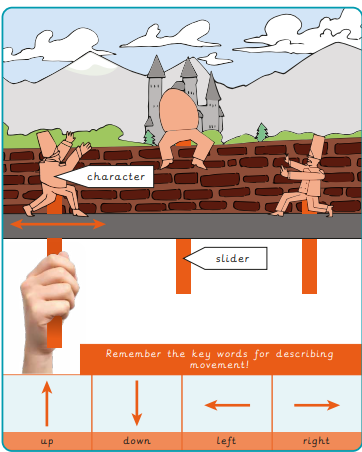 character
slider
Remember the key words for describing
movement!
up
down
left
right